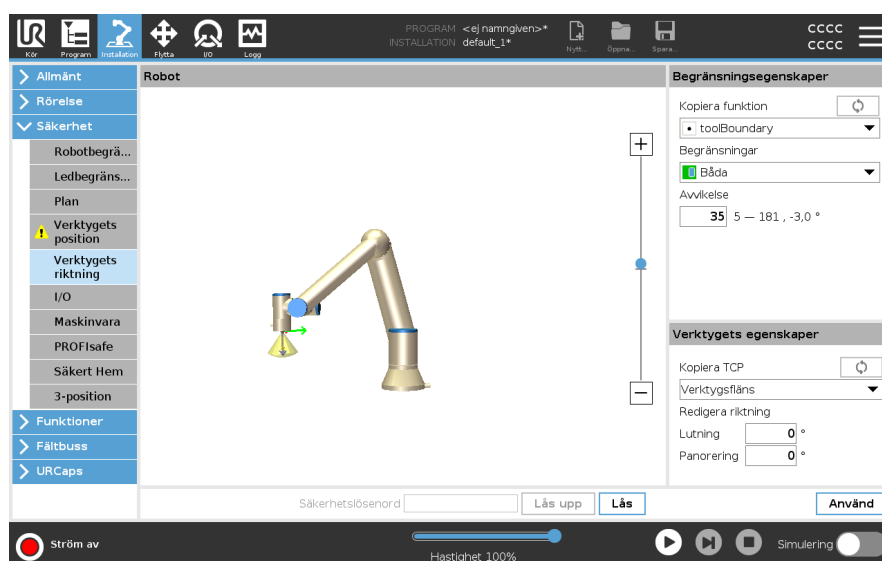 UR
Kör
Program
Installation
Flytta
I/O
Logg
PROGRAM <ej namngiven>*
INSTALLATION default_1*
Nytt...
Öppna...
Spara...
cccc
cccc
Allmänt
Rörelse
Säkerhet
Robotbegrä...
Ledbegräns...
Plan
Verktygets
position
Verktygets
riktning
I/O
Maskinvara
PROFIsafe
Säkert Hem
3-position
Funktioner
Fältbuss
URCaps
Robot
Begränsningsegenskaper
Kopiera funktion
toolBoundary
Begränsningar
Båda
Avvikelse
35 5 — 181 , -3,0 °
Verktygets egenskaper
Kopiera TCP
Verktygsfläns
Redigera riktning
Lutning 0 °
Panorering 0 °
Säkerhetslösenord
Lås upp
Lås
Använd
Ström av
Hastighet 100%
Simulering